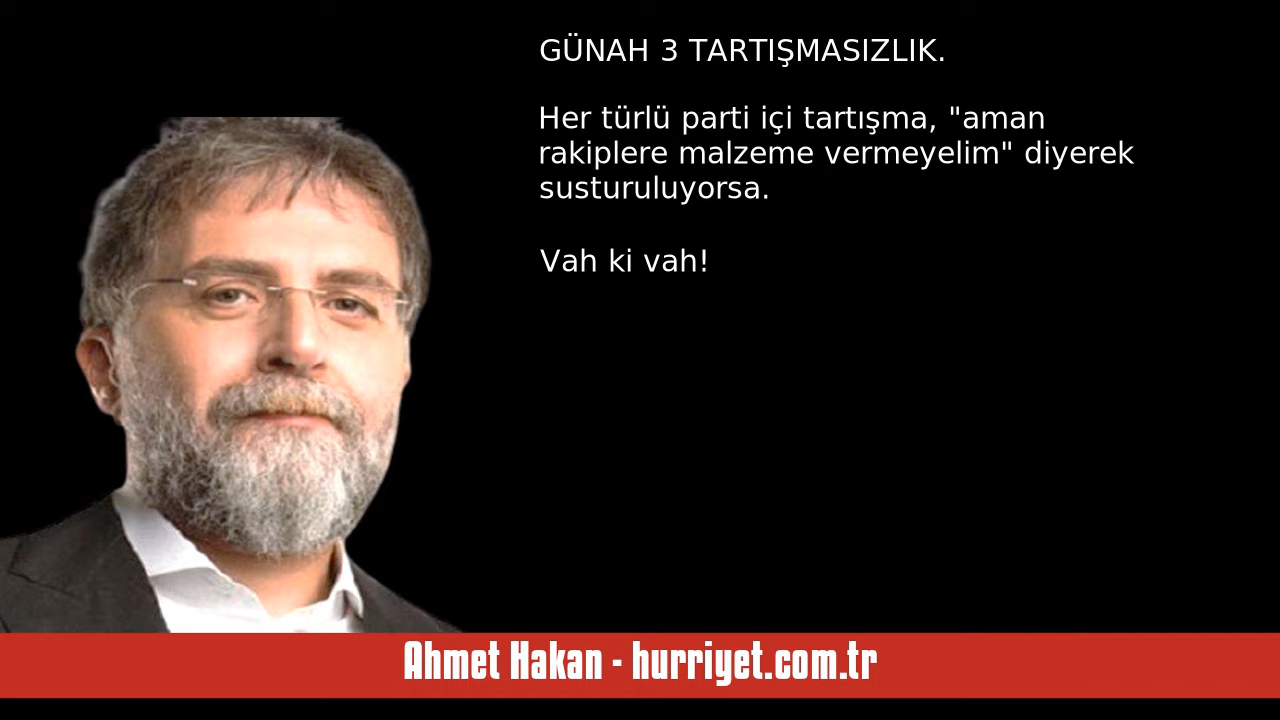 GÜNAH 3 TARTIŞMASIZLIK.
Her türlü parti içi tartışma, "aman
rakiplere malzeme vermeyelim" diyerek
susturuluyorsa.
Vah ki vah!
Ahmet Hakan - hurriyet.com.tr